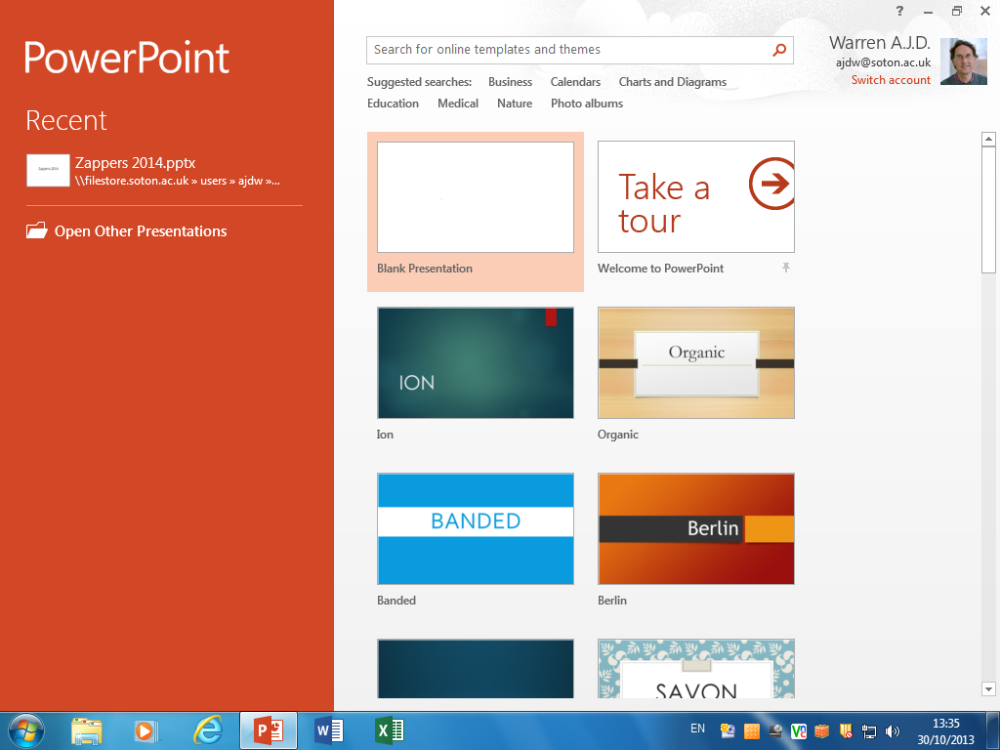 PowerPoint
Recent
Zappers 2014
Zappers 2014.pptx
\\filestore.soton.ac.uk » users » ajdw »...
Open Other Presentations
?
Search for online templates and themes
Suggested searches: Business Calendars Charts and Diagrams
Education Medical Nature Photo albums
Warren A.J.D.
ajdw@soton.ac.uk
Switch account
Blank Presentation
Take a
tour
Welcome to PowerPoint
ION
Ion
Organic
Organic
BANDED
Banded
Berlin
Berlin
SAVON
EN
13:35
30/10/2013